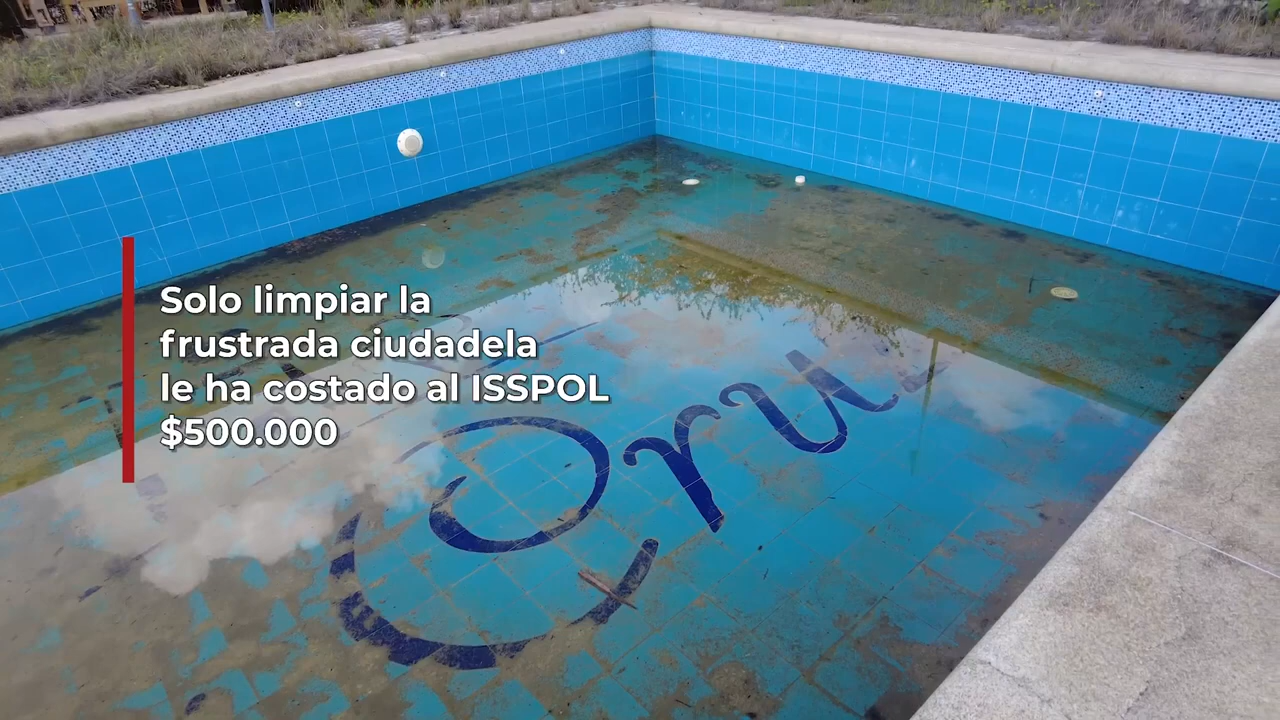 Solo limpiar la
frustrada ciudadela
le ha costado al ISSPOL
$500.000